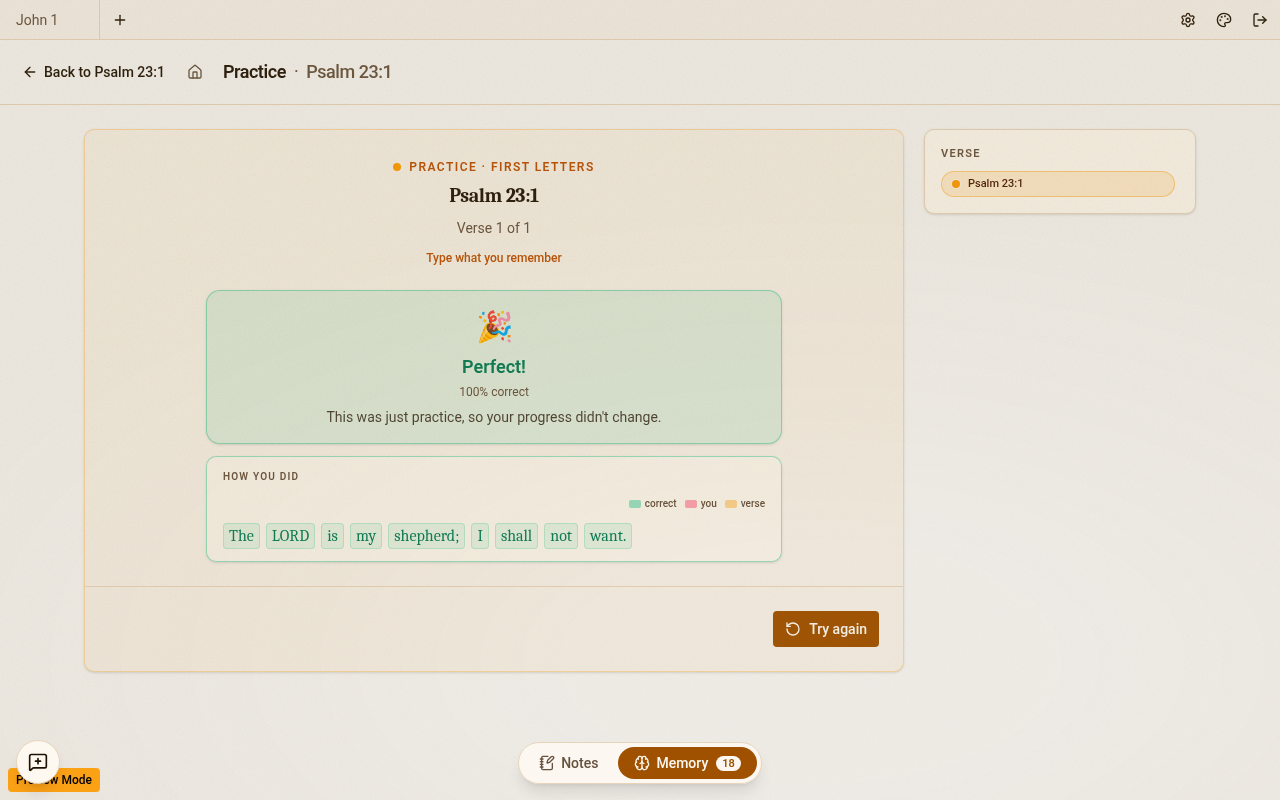 John 1
Back to Psalm 23:1
Practice · Psalm 23:1
PRACTICE · FIRST LETTERS
Psalm 23:1
Verse 1 of 1
Type what you remember
Perfect!
100% correct
This was just practice, so your progress didn't change.
HOW YOU DID
correct you verse
The LORD is my shepherd; I shall not want.
Try again
VERSE
Psalm 23:1
Notes
Memory 18
Mode